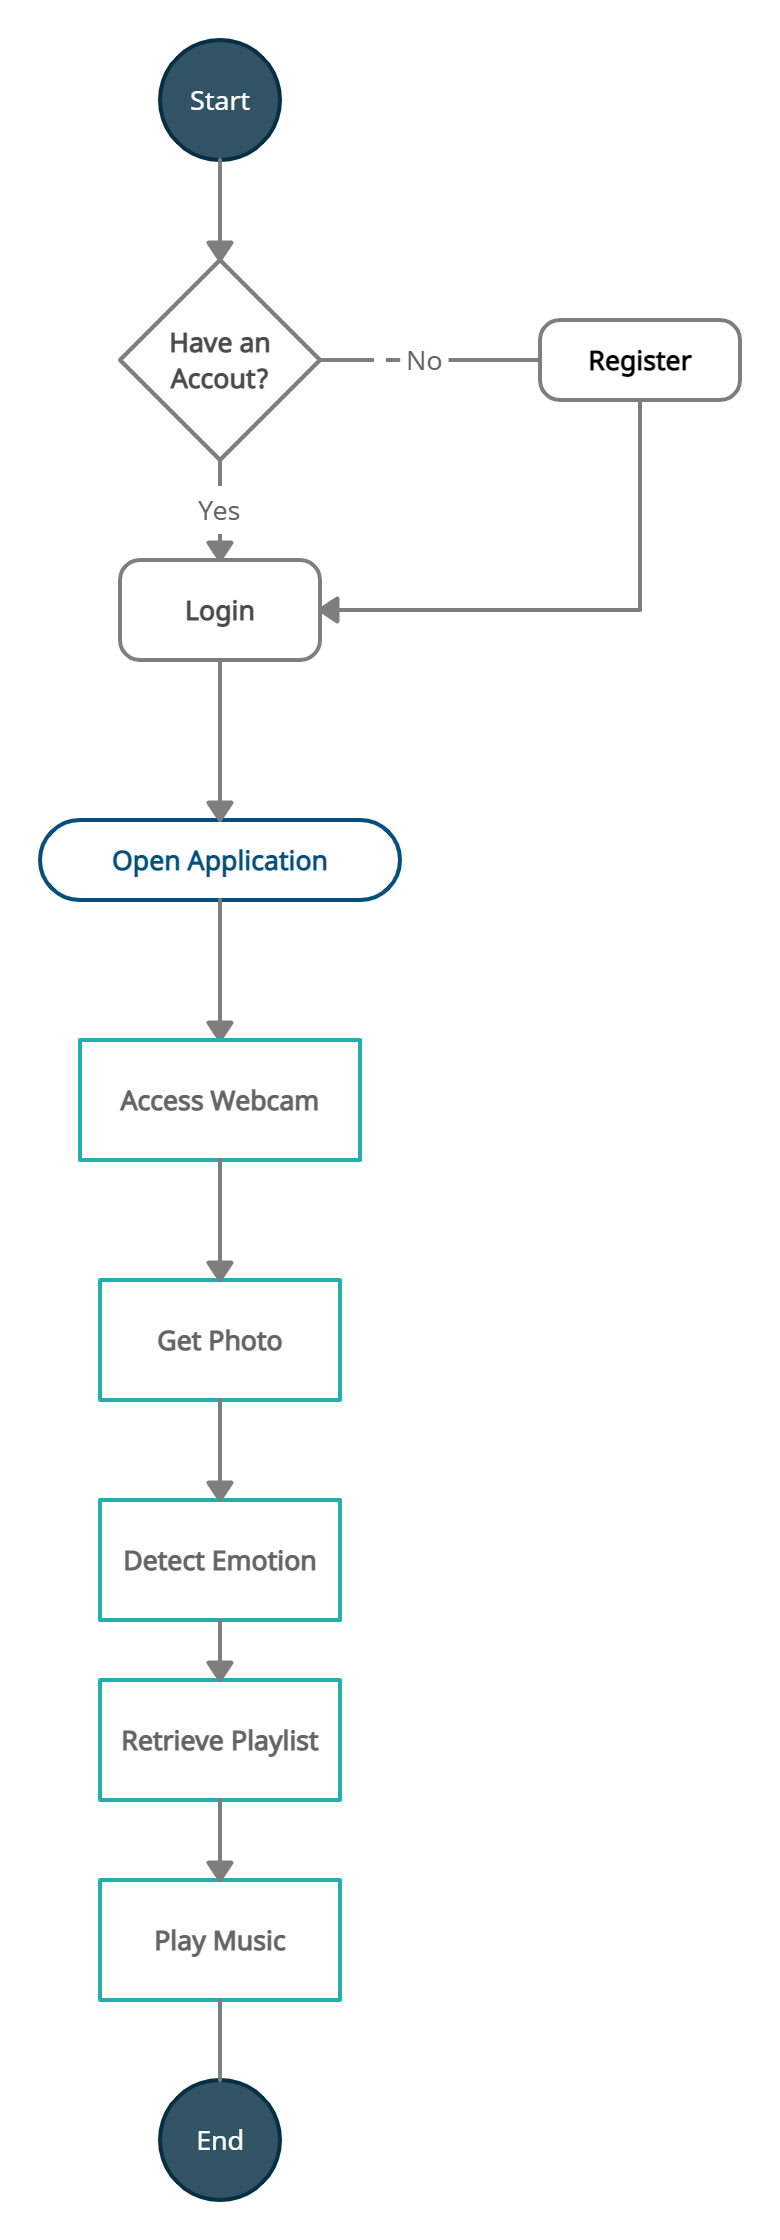 Start
Have an
Accout?
No
Register
Yes
Login
Open Application
Access Webcam
Get Photo
Detect Emotion
Retrieve Playlist
Play Music
End